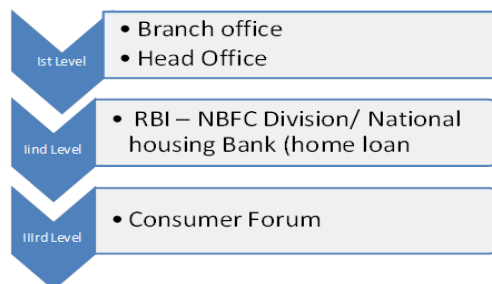 Ist Level
• Branch office
• Head Office
IInd Level
• RBI – NBFC Division/ National
housing Bank (home loan
IIIrd Level
• Consumer Forum